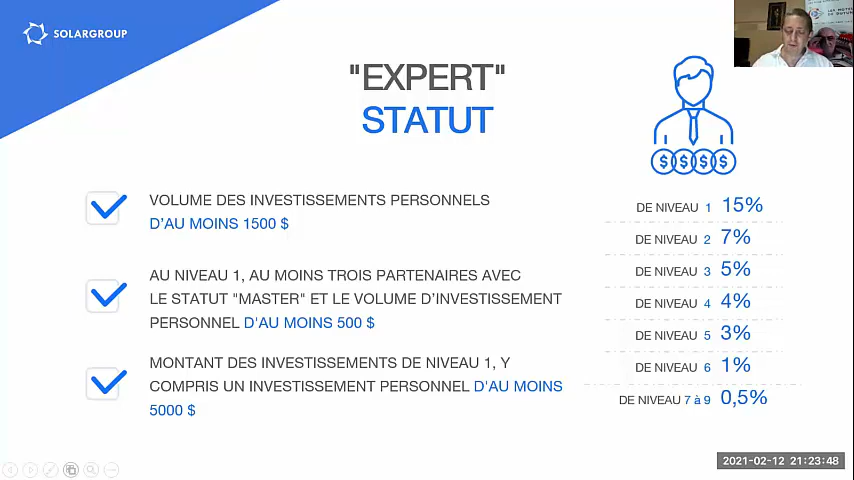 SOLARGROUP
"EXPERT"
STATUT
VOLUME DES INVESTISSEMENTS PERSONNELS
D'AU MOINS 1500 $
AU NIVEAU 1, AU MOINS TROIS PARTENAIRES AVEC
LE STATUT "MASTER" ET LE VOLUME D'INVESTISSEMENT
PERSONNEL D'AU MOINS 500 $
MONTANT DES INVESTISSEMENTS DE NIVEAU 1, Y
COMPRIS UN INVESTISSEMENT PERSONNEL D'AU MOINS
5000 $
$ $ $ $
DE NIVEAU 1 15%
DE NIVEAU 2 7%
DE NIVEAU 3 5%
DE NIVEAU 4 4%
DE NIVEAU 5 3%
DE NIVEAU 6 1%
DE NIVEAU 7 à 9 0,5%
2021-02-12 21:23:48